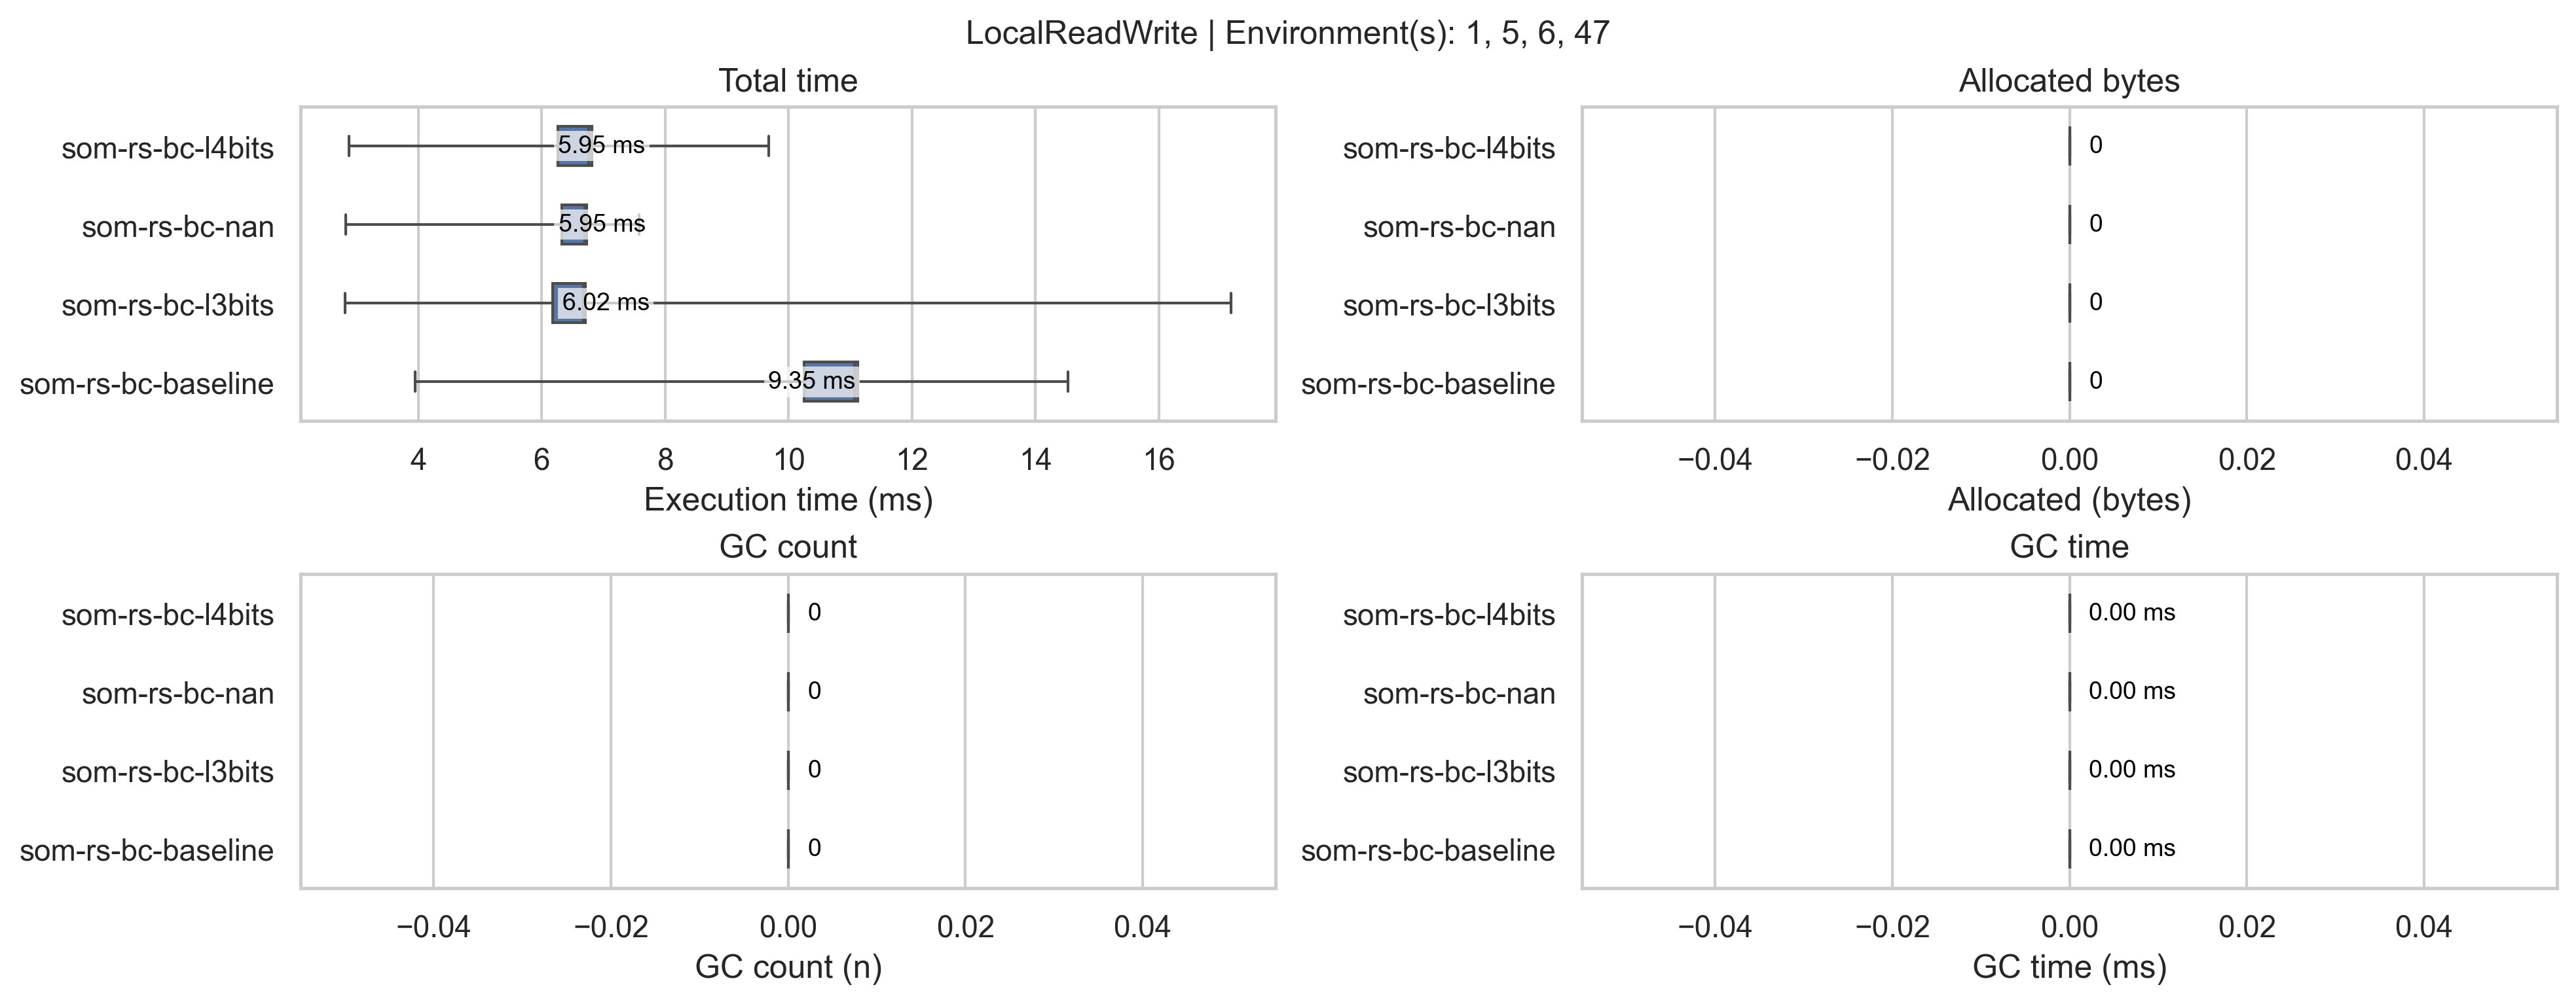 LocalReadWrite | Environment(s): 1, 5, 6, 47
Total time
som-rs-bc-l4bits
5.95 ms
som-rs-bc-nan
5.95 ms
som-rs-bc-l3bits
6.02 ms
som-rs-bc-baseline
9.35 ms
4 6 8 10 12 14 16
Execution time (ms)
Allocated bytes
som-rs-bc-l4bits
0
som-rs-bc-nan
0
som-rs-bc-l3bits
0
som-rs-bc-baseline
0
−0.04 −0.02 0.00 0.02 0.04
Allocated (bytes)
GC count
som-rs-bc-l4bits
0
som-rs-bc-nan
0
som-rs-bc-l3bits
0
som-rs-bc-baseline
0
−0.04 −0.02 0.00 0.02 0.04
GC count (n)
GC time
som-rs-bc-l4bits
0.00 ms
som-rs-bc-nan
0.00 ms
som-rs-bc-l3bits
0.00 ms
som-rs-bc-baseline
0.00 ms
−0.04 −0.02 0.00 0.02 0.04
GC time (ms)